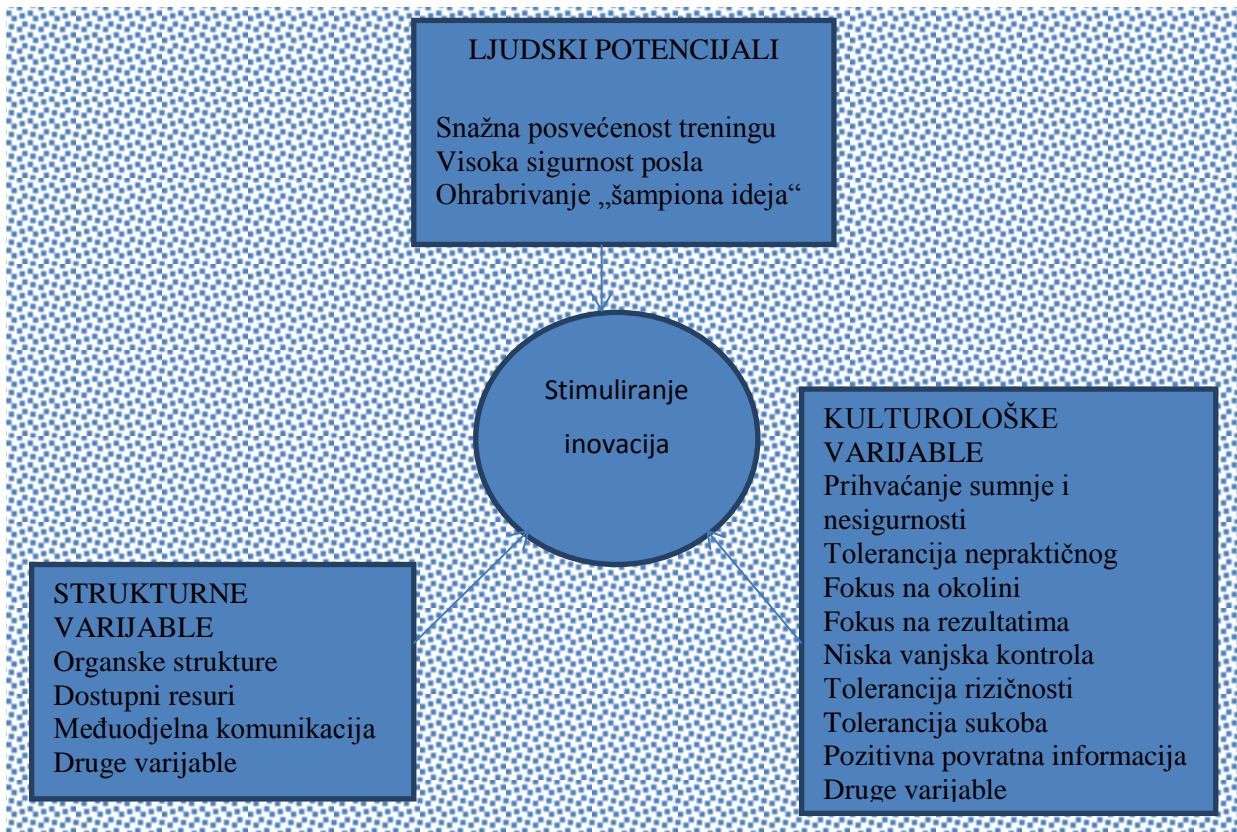 LJUDSKI POTENCIJALI
Snažna posvećenost treningu
Visoka sigurnost posla
Ohrabrivanje „šampiona ideja“
Stimuliranje
inovacija
STRUKTURNE
VARIJABLE
Organske strukture
Dostupni resuri
Međuodjelna komunikacija
Druge varijable
KULTUROLOŠKE
VARIJABLE
Prihvaćanje sumnje i
nesigurnosti
Tolerancija nepraktičnog
Fokus na okolini
Fokus na rezultatima
Niska vanjska kontrola
Tolerancija rizičnosti
Tolerancija sukoba
Pozitivna povratna informacija
Druge varijable